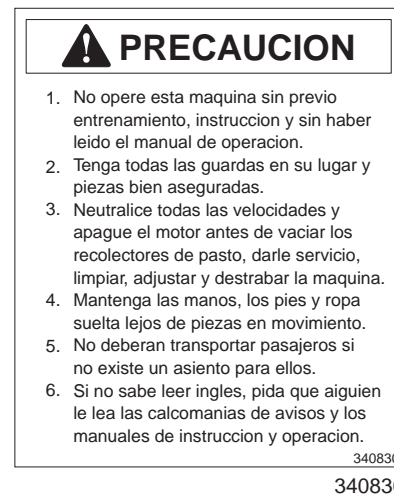 PRECAUCION
1. No opere esta maquina sin previo
entrenamiento, instruccion y sin haber
leido el manual de operacion.
2. Tenga todas las guardas en su lugar y
piezas bien aseguradas.
3. Neutralice todas las velocidades y
apague el motor antes de vaciar los
recolectores de pasto, darle servicio,
limpiar, adjustar y destrabar la maquina.
4. Mantenga las manos, los pies y ropa
suelta lejos de piezas en movimiento.
5. No deberan transportar pasajeros si
no existe un asiento para ellos.
6. Si no sabe leer ingles, pida que aiguien
le lea las calcomanias de avisos y los
manuales de instruccion y operacion.
340830
340830